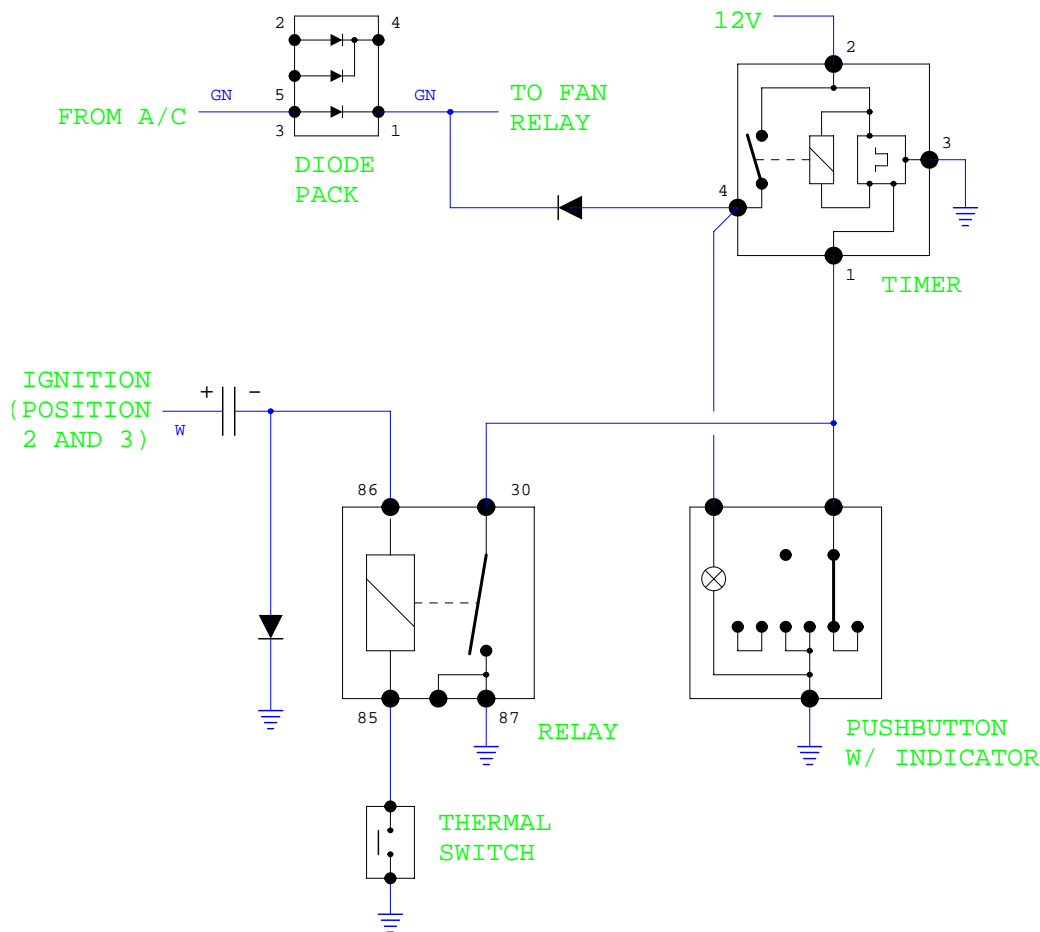 2
4
12V
2
GN
5
GN
TO FAN
RELAY
FROM A/C
3
1
3
DIODE
PACK
4
1
TIMER
IGNITION
(POSITION
2 AND 3)
+
−
W
86
30
85
87
RELAY
PUSHBUTTON
W/ INDICATOR
THERMAL
SWITCH